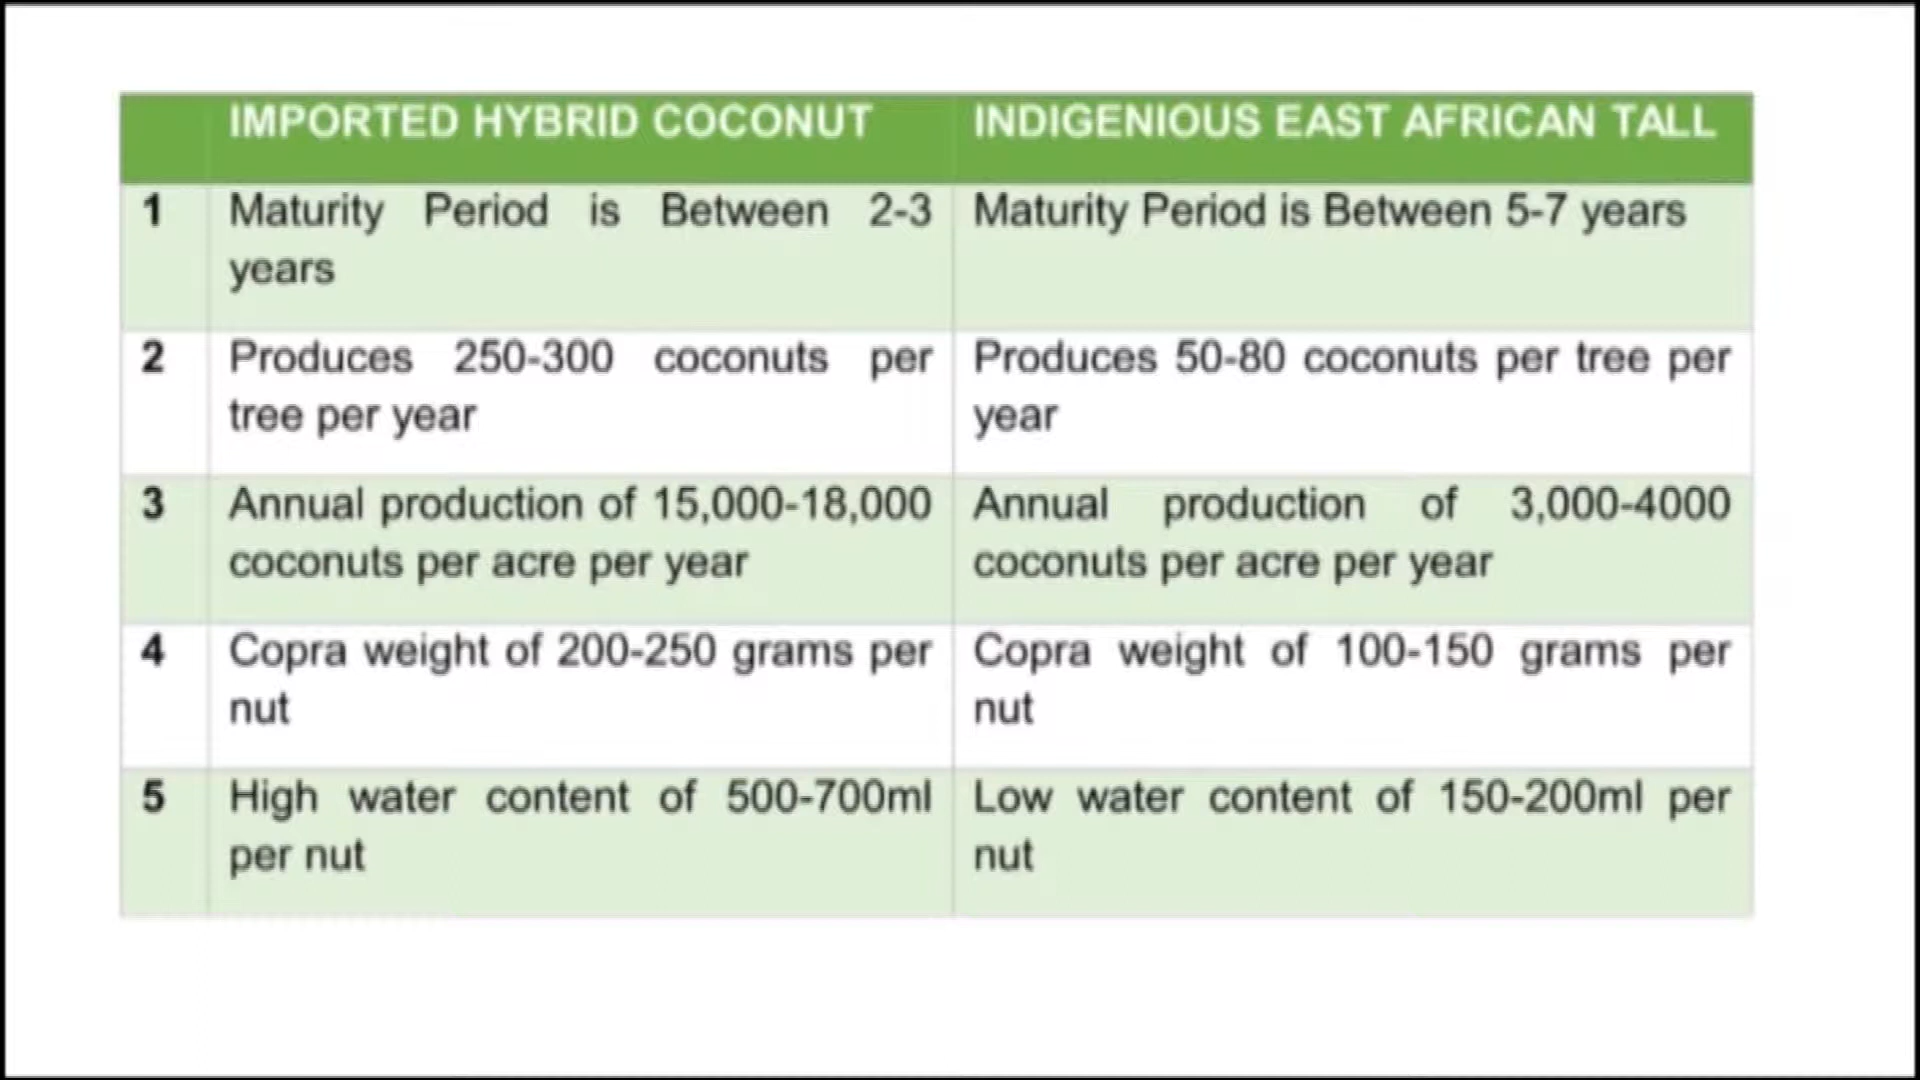 IMPORTED HYBRID COCONUT
INDIGENIOUS EAST AFRICAN TALL
1
Maturity Period is Between 2-3
years
Maturity Period is Between 5-7 years
2
Produces 250-300 coconuts per
tree per year
Produces 50-80 coconuts per tree per
year
3
Annual production of 15,000-18,000
coconuts per acre per year
Annual production of 3,000-4000
coconuts per acre per year
4
Copra weight of 200-250 grams per
nut
Copra weight of 100-150 grams per
nut
5
High water content of 500-700ml
per nut
Low water content of 150-200ml per
nut